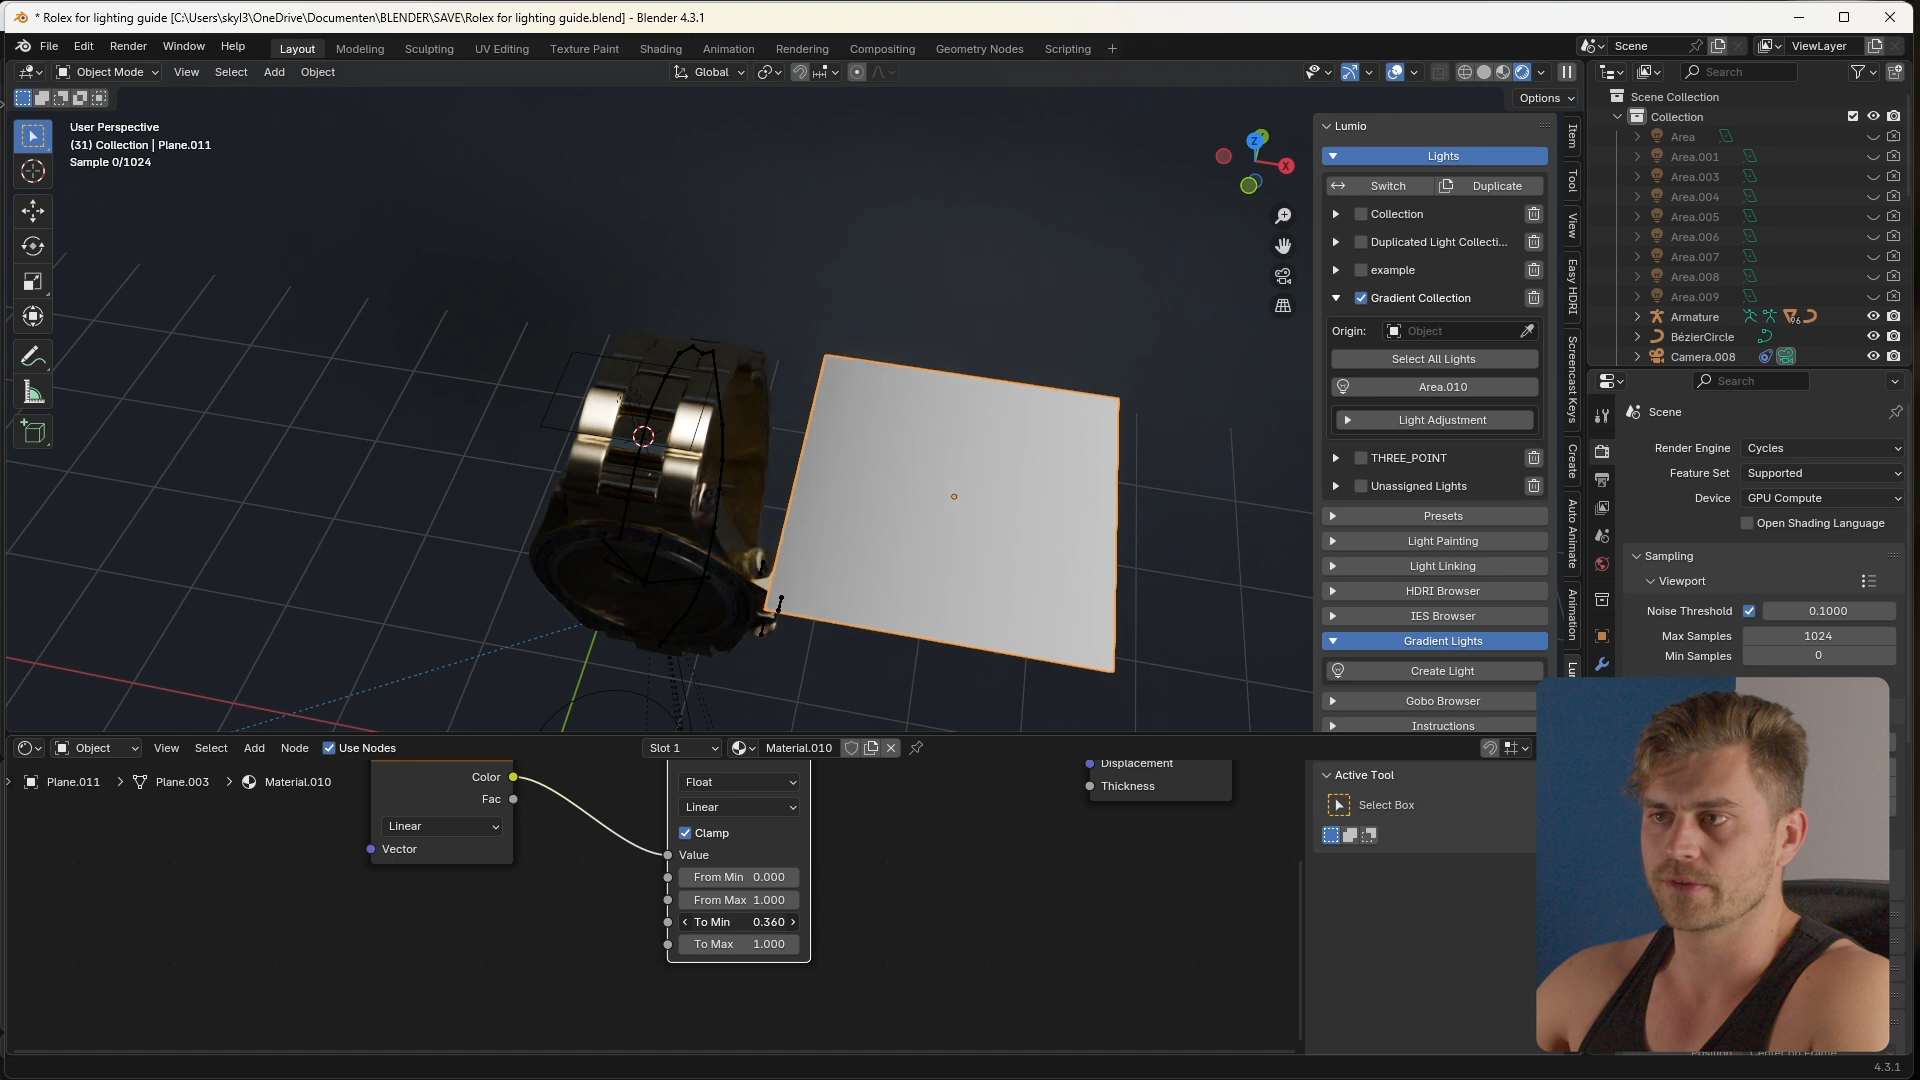 * Rolex for lighting guide [C:\Users\skyl3\OneDrive\Documenten\BLENDER\SAVE\Rolex for lighting guide.blend] - Blender 4.3.1
File Edit Render Window Help Layout Modeling Sculpting UV Editing Texture Paint Shading Animation Rendering Compositing Geometry Nodes Scripting + Scene ViewLayer
Object Mode View Select Add Object Global Search
Options
User Perspective
(31) Collection | Plane.011
Sample 0/1024
Z
X
Lumio
Lights
Switch Duplicate
Collection
Duplicated Light Collecti...
example
Gradient Collection
Origin: Object
Select All Lights
Area.010
Light Adjustment
THREE_POINT
Unassigned Lights
Presets
Light Painting
Light Linking
HDRI Browser
IES Browser
Gradient Lights
Create Light
Gobo Browser
Instructions
Item
Tool
View
Easy HDRI
Screencast Keys
Create
Auto Animate
Animation
Lu
Scene Collection
Collection
Area
Area.001
Area.003
Area.004
Area.005
Area.006
Area.007
Area.008
Area.009
Armature 96
BézierCircle
Camera.008
Search
Scene
Render Engine Cycles
Feature Set Supported
Device GPU Compute
Open Shading Language
Sampling
Viewport
Noise Threshold 0.1000
Max Samples 1024
Min Samples 0
Object View Select Add Node Use Nodes Slot 1 Material.010
Plane.011 > Plane.003 > Material.010
Color
Fac
Linear
Vector
Float
Linear
Clamp
Value
From Min 0.000
From Max 1.000
To Min 0.360
To Max 1.000
Displacement
Thickness
Active Tool
Select Box
4.3.1